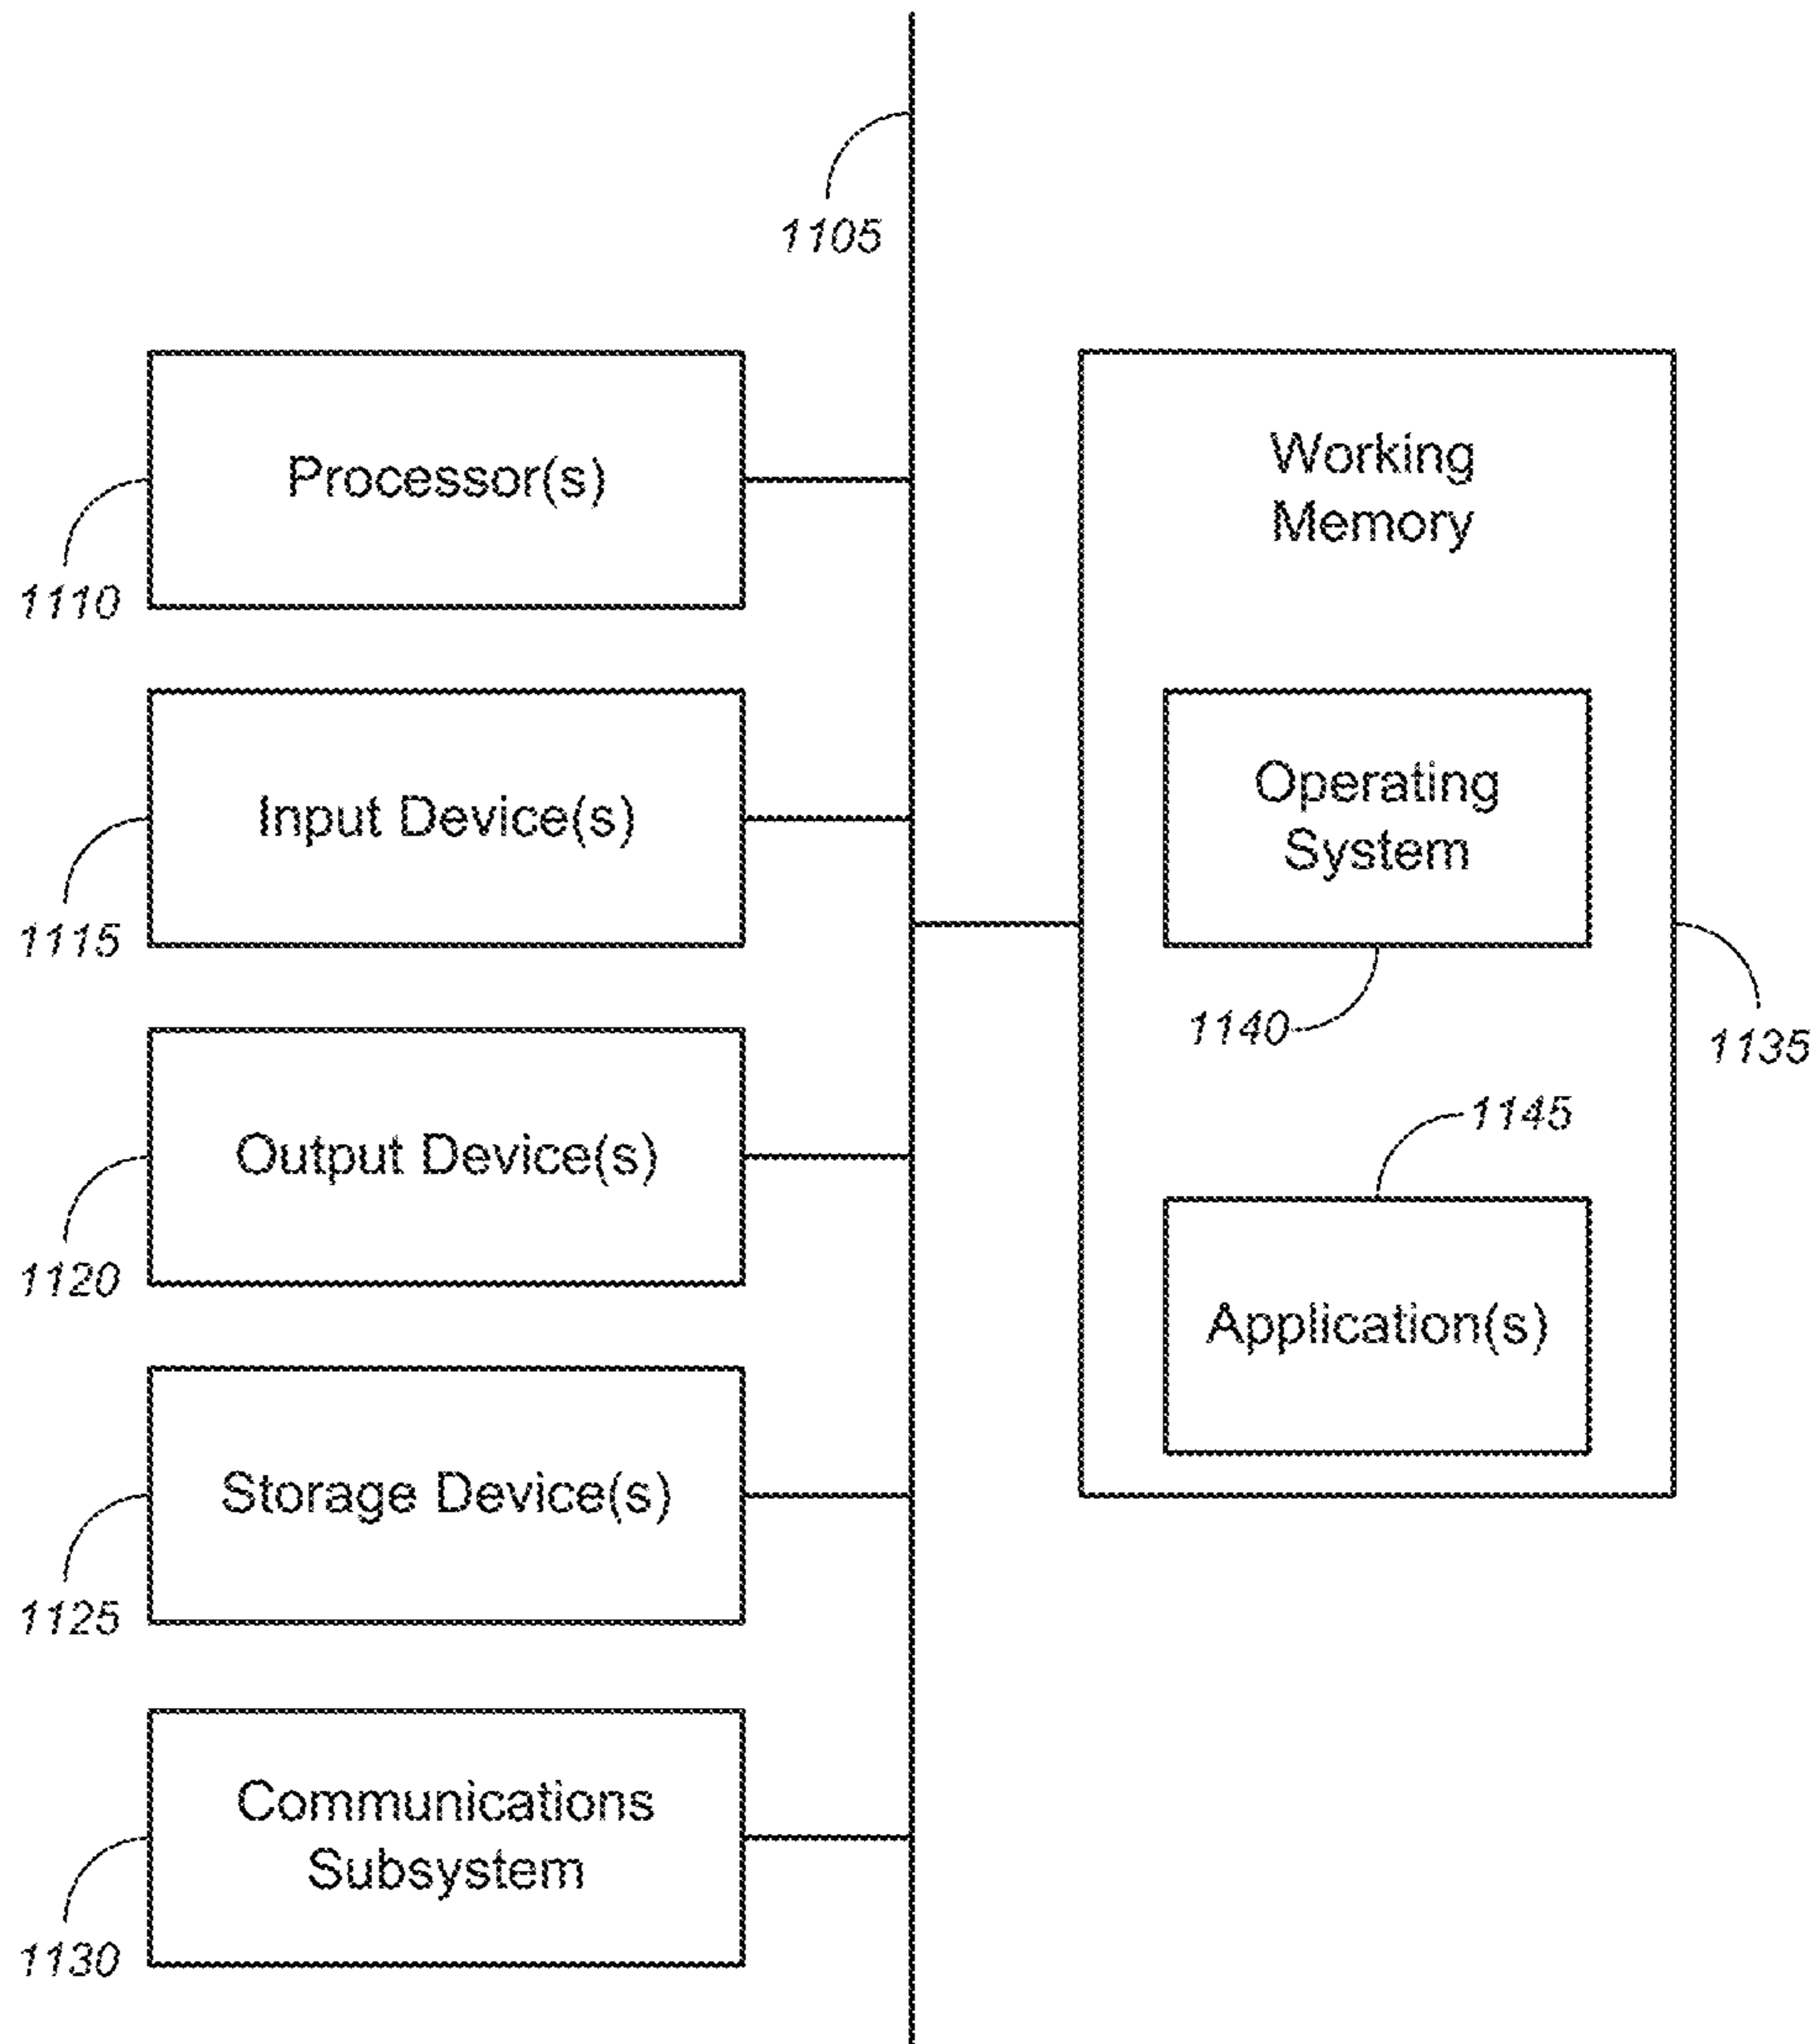 1105
Processor(s)
1110
Input Device(s)
1115
Output Device(s)
1120
Storage Device(s)
1125
Communications
Subsystem
1130
Working
Memory
Operating
System
1140
1135
1145
Application(s)